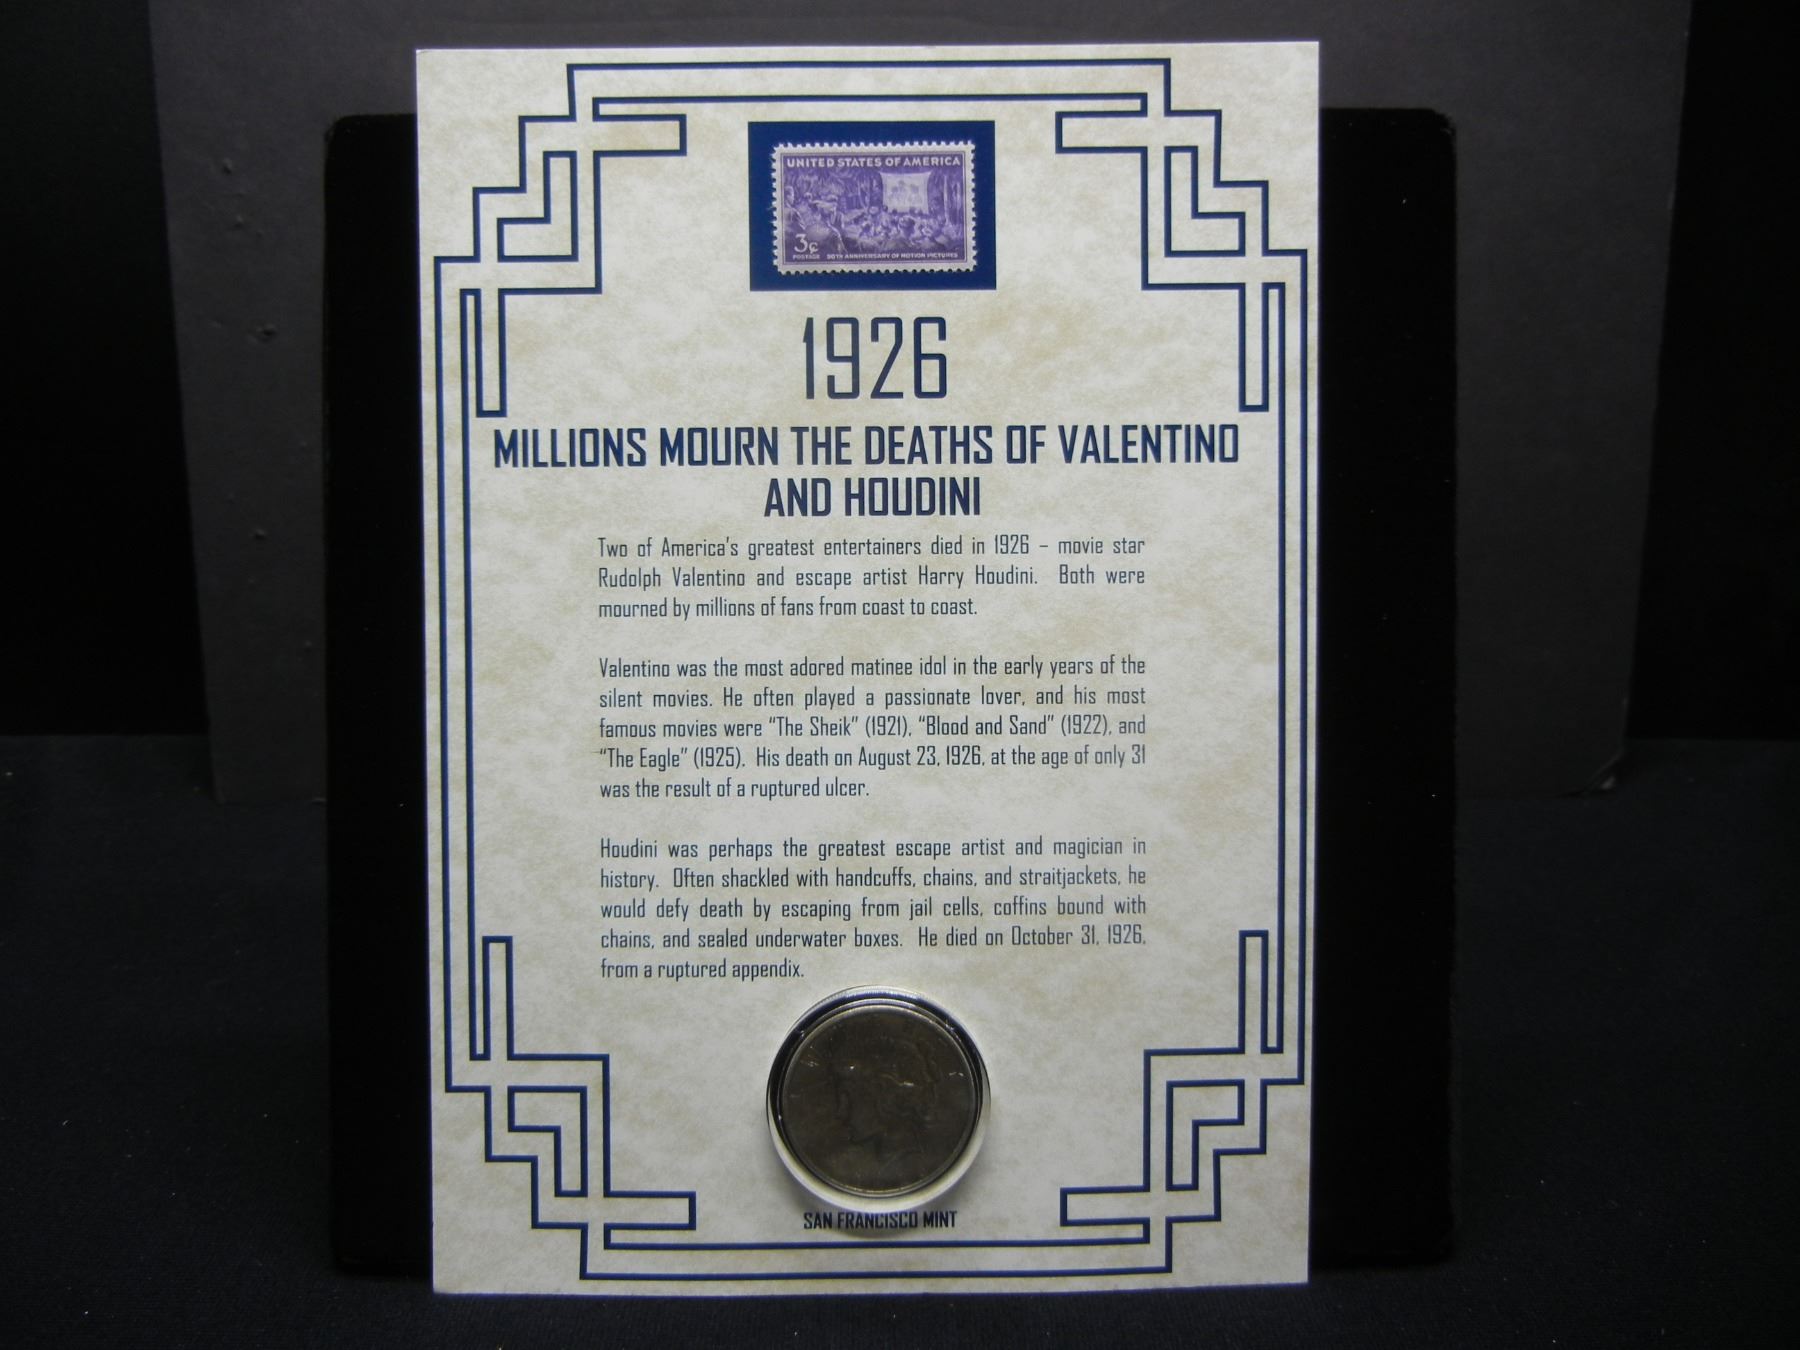 UNITED STATES OF AMERICA
3¢
POSTAGE 50TH ANNIVERSARY OF MOTION PICTURES
1926
MILLIONS MOURN THE DEATHS OF VALENTINO
AND HOUDINI
Two of America's greatest entertainers died in 1926 – movie star
Rudolph Valentino and escape artist Harry Houdini. Both were
mourned by millions of fans from coast to coast.
Valentino was the most adored matinee idol in the early years of the
silent movies. He often played a passionate lover, and his most
famous movies were "The Sheik" (1921), "Blood and Sand" (1922), and
"The Eagle" (1925). His death on August 23, 1926, at the age of only 31
was the result of a ruptured ulcer.
Houdini was perhaps the greatest escape artist and magician in
history. Often shackled with handcuffs, chains, and straitjackets, he
would defy death by escaping from jail cells, coffins bound with
chains, and sealed underwater boxes. He died on October 31, 1926,
from a ruptured appendix.
SAN FRANCISCO MINT